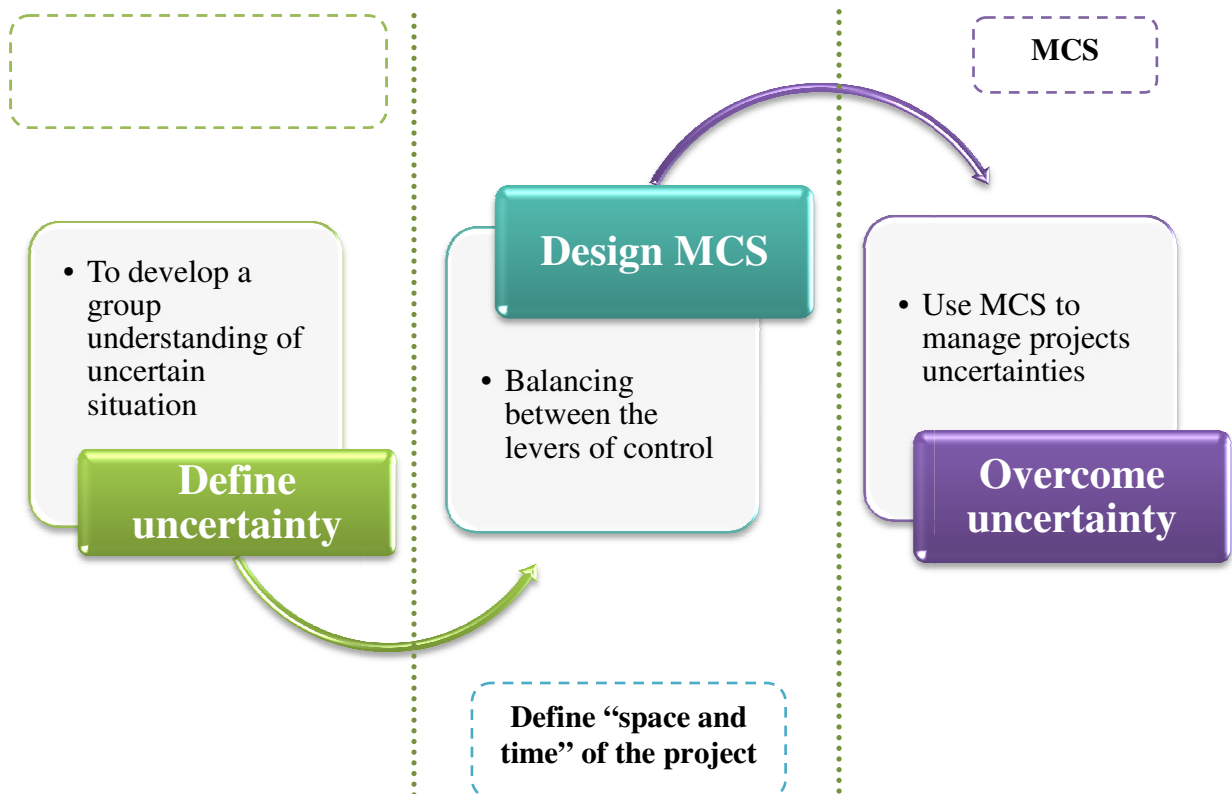 • To develop a
group
understanding of
uncertain
situation
Define
uncertainty
Design MCS
• Balancing
between the
levers of control
Define “space and
time” of the project
MCS
• Use MCS to
manage projects
uncertainties
Overcome
uncertainty